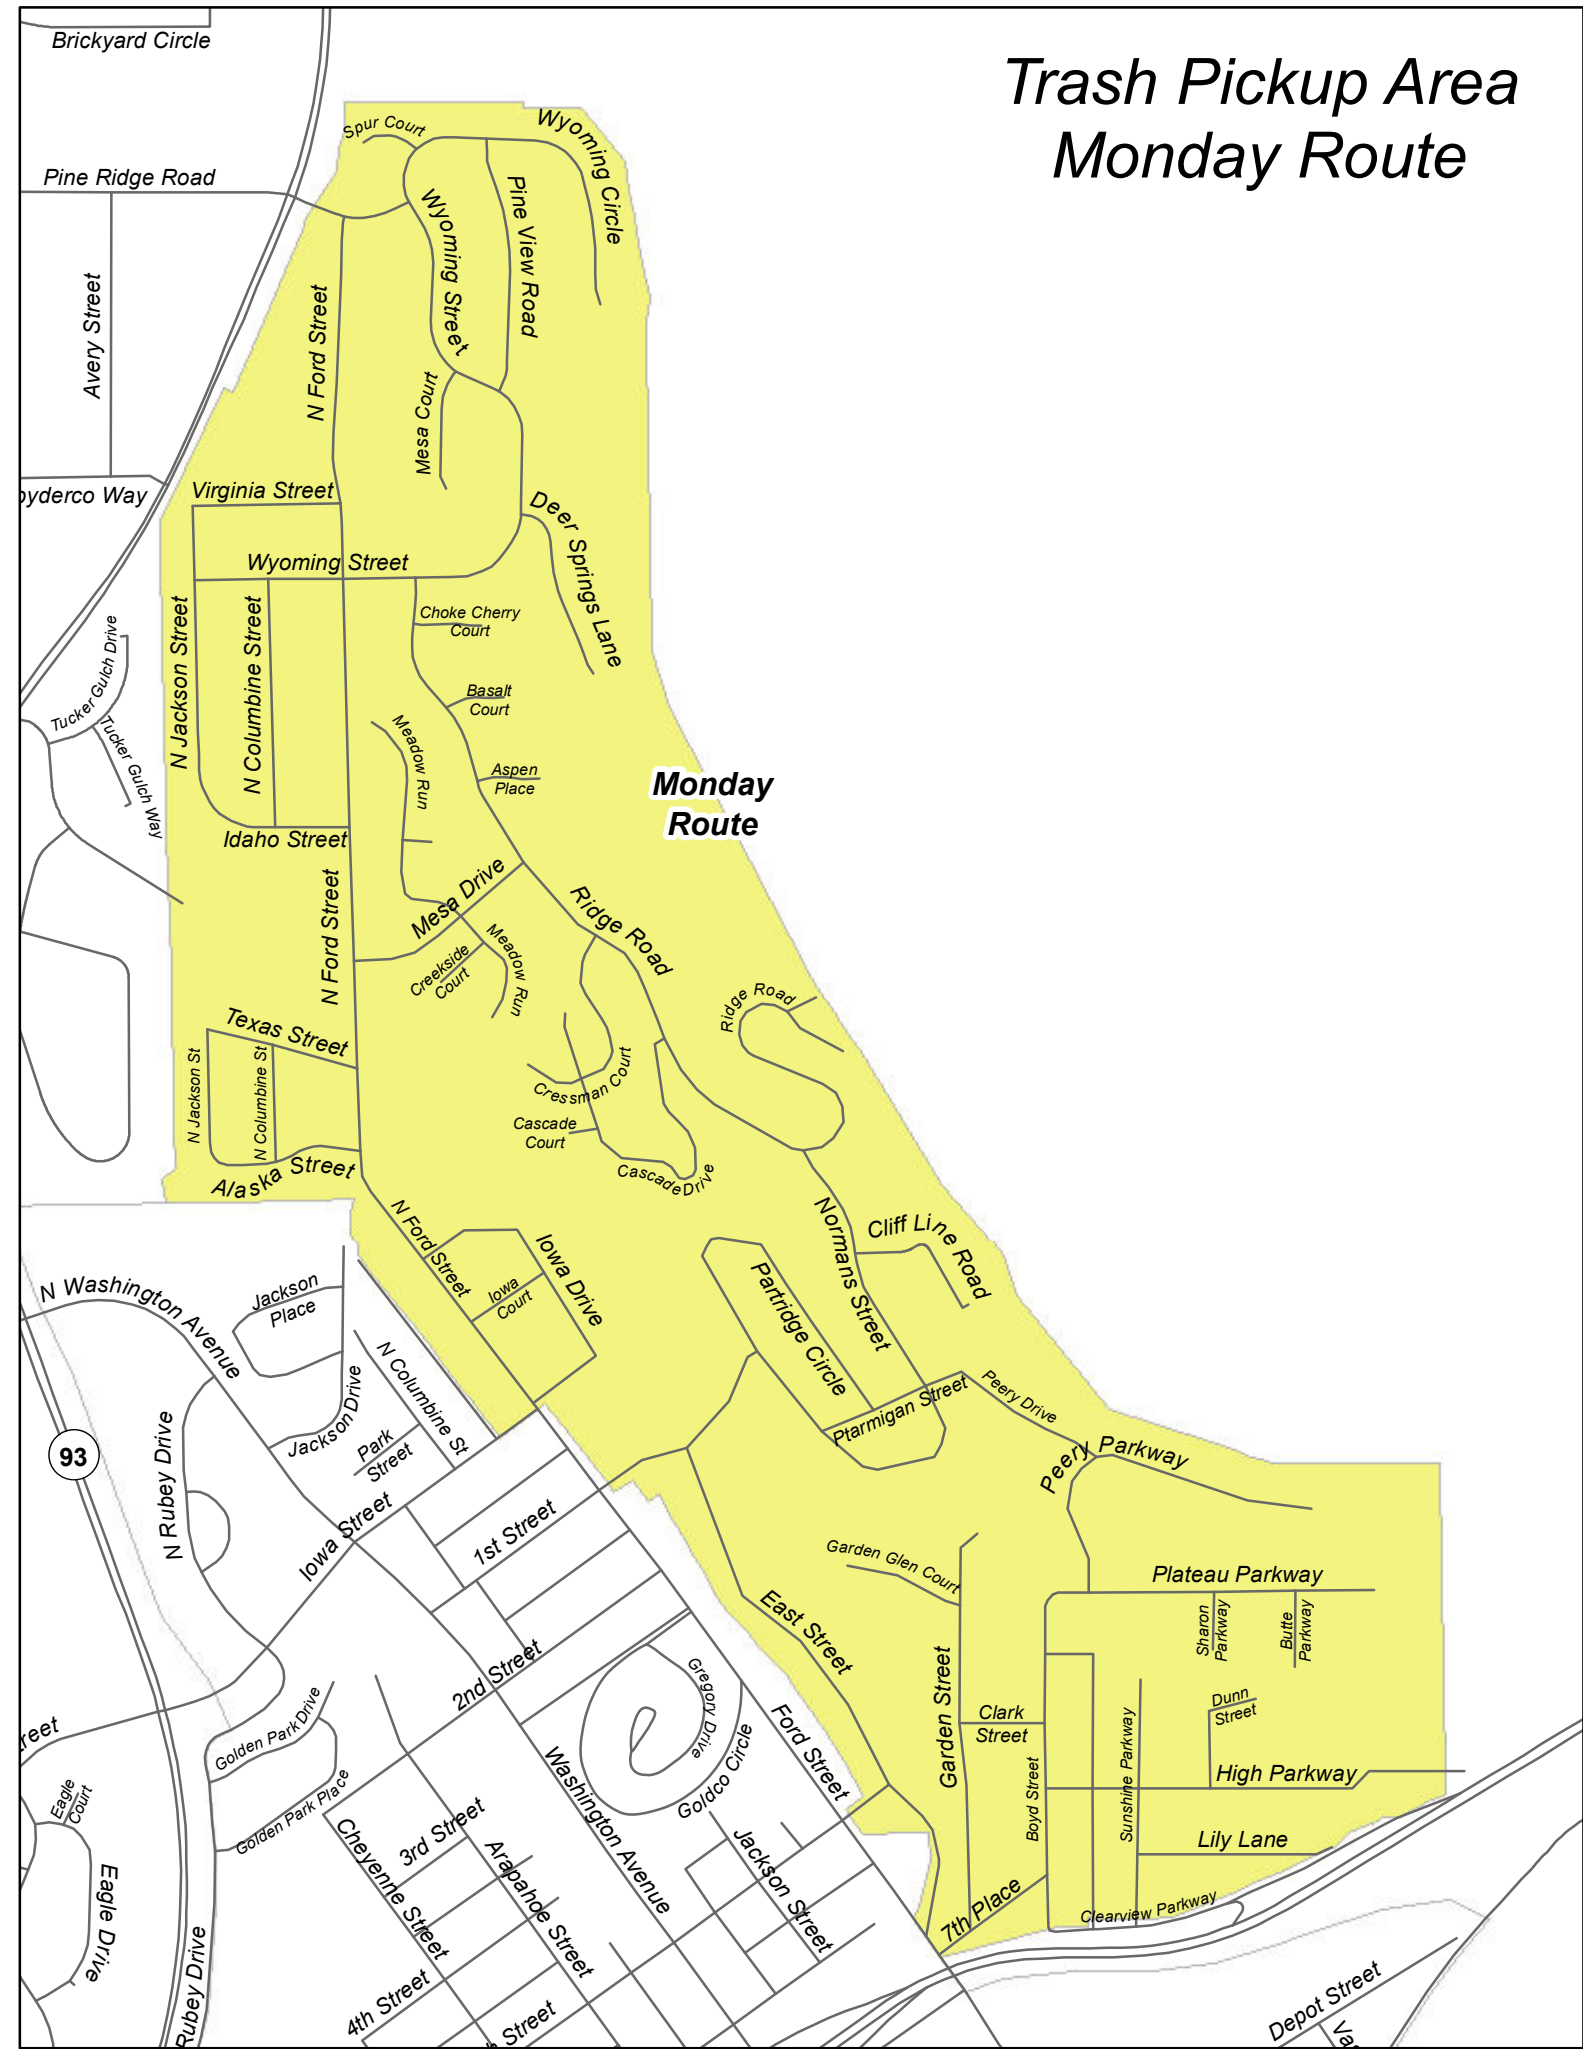 Trash Pickup Area
Monday Route
Brickyard Circle
Spur Court
Wyoming Circle
Pine Ridge Road
Wyoming Street
Pine View Road
Avery Street
N Ford Street
Mesa Court
yderco Way
Virginia Street
Deer Springs Lane
Wyoming Street
N Jackson Street
N Columbine Street
Choke Cherry
Court
Tucker Gulch Drive
Tucker Gulch Way
Basalt
Court
Meadow Run
Aspen
Place
Monday
Route
Idaho Street
Mesa Drive
Ridge Road
N Ford Street
Creekside
Court
Meadow Run
Ridge Road
Texas Street
N Jackson St
N Columbine St
Cressman Court
Cascade
Court
Cascade Drive
Alaska Street
N Ford Street
Iowa Drive
Iowa
Court
Normans Street
Cliff Line Road
Partridge Circle
N Washington Avenue
Jackson
Place
N Columbine St
Jackson Drive
Park
Street
Ptarmigan Street
Peery Drive
Peery Parkway
93
N Rubey Drive
Iowa Street
1st Street
Garden Glen Court
Plateau Parkway
Sharon
Parkway
Butte
Parkway
East Street
Garden Street
2nd Street
Gregory Drive
Goldco Circle
Ford Street
Clark
Street
Dunn
Street
reet
Golden Park Drive
Golden Park Place
Washington Avenue
Boyd Street
Sunshine Parkway
High Parkway
Eagle
Court
Eagle Drive
Cheyenne Street
3rd Street
Arapahoe Street
Jackson Street
Lily Lane
7th Place
Clearview Parkway
Rubey Drive
4th Street
h Street
Depot Street
Vas